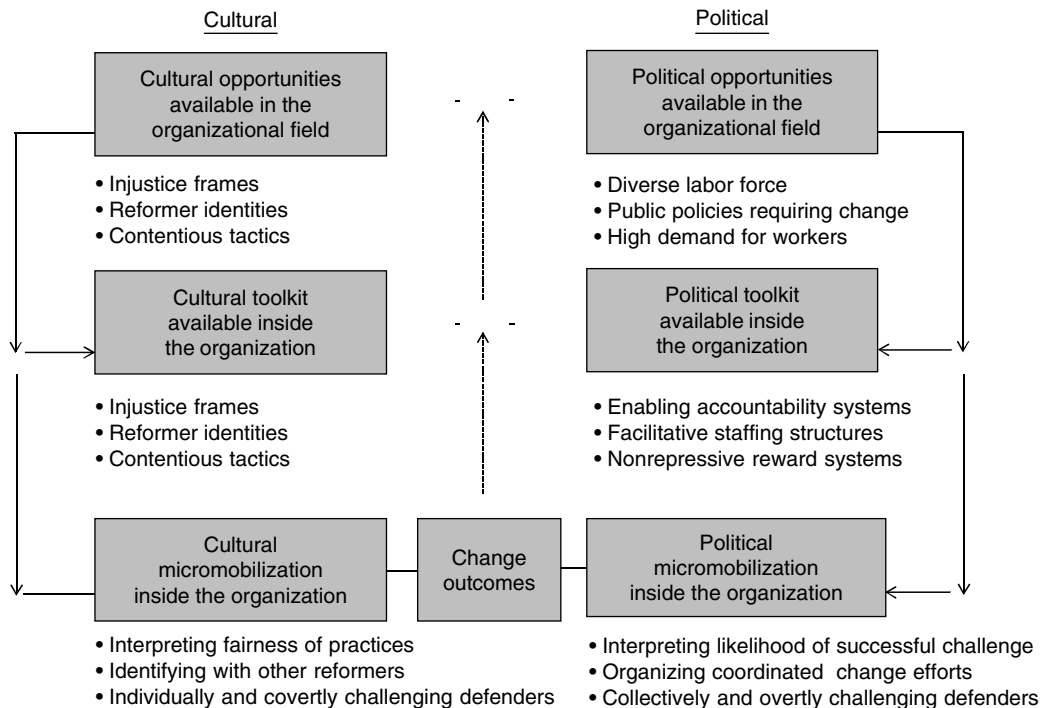 Cultural
Political
Cultural opportunities
available in the
organizational field
Political opportunities
available in the
organizational field
• Injustice frames
• Reformer identities
• Contentious tactics
• Diverse labor force
• Public policies requiring change
• High demand for workers
Cultural toolkit
available inside
the organization
Political toolkit
available inside
the organization
• Injustice frames
• Reformer identities
• Contentious tactics
• Enabling accountability systems
• Facilitative staffing structures
• Nonrepressive reward systems
Cultural
micromobilization
inside the organization
Change
outcomes
Political
micromobilization
inside the organization
• Interpreting fairness of practices
• Identifying with other reformers
• Individually and covertly challenging defenders
• Interpreting likelihood of successful challenge
• Organizing coordinated change efforts
• Collectively and overtly challenging defenders